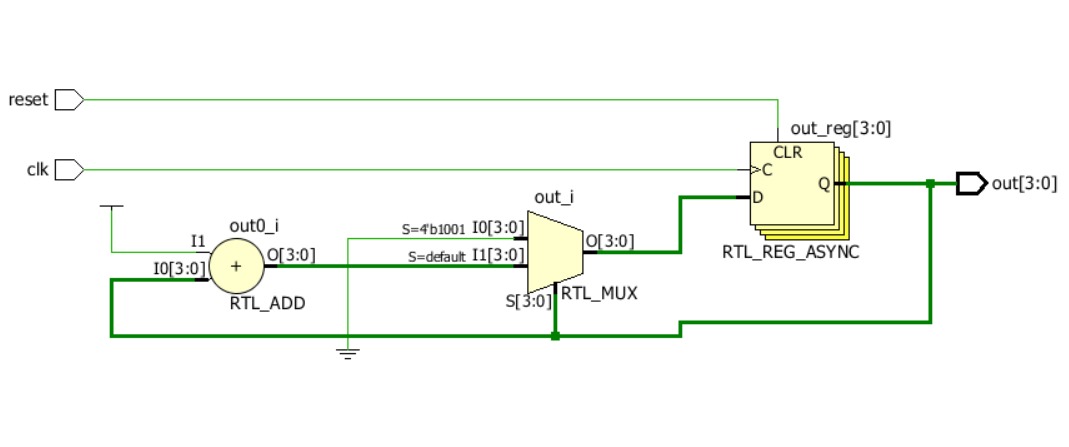 reset
out_reg[3:0]
CLR
clk
C
Q
out[3:0]
D
out_i
S=4'b1001 I0[3:0]
out0_i
I1
O[3:0]
S=default I1[3:0]
O[3:0]
RTL_REG_ASYNC
I0[3:0]
+
RTL_ADD
S[3:0]
RTL_MUX